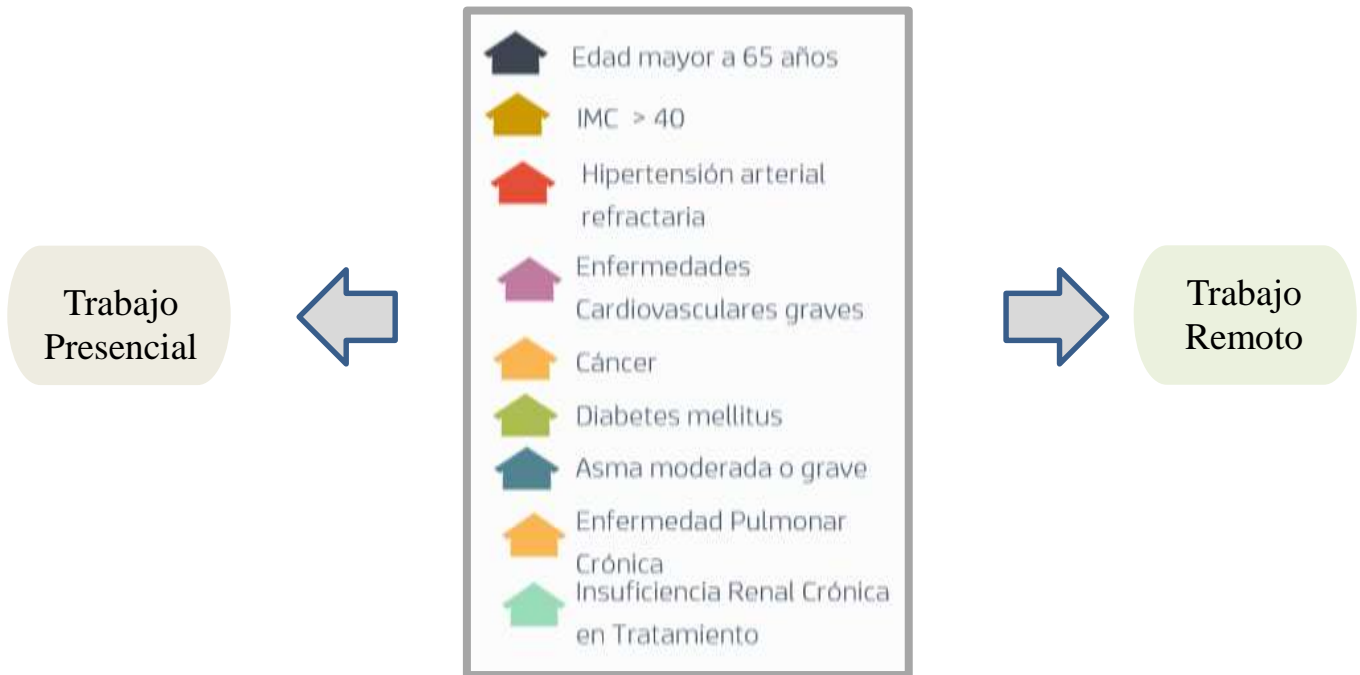 Trabajo
Presencial
Edad mayor a 65 años
IMC > 40
Hipertensión arterial
refractaria
Enfermedades
Cardiovasculares graves
Cáncer
Diabetes mellitus
Asma moderada o grave
Enfermedad Pulmonar
Crónica
Insuficiencia Renal Crónica
en Tratamiento
Trabajo
Remoto